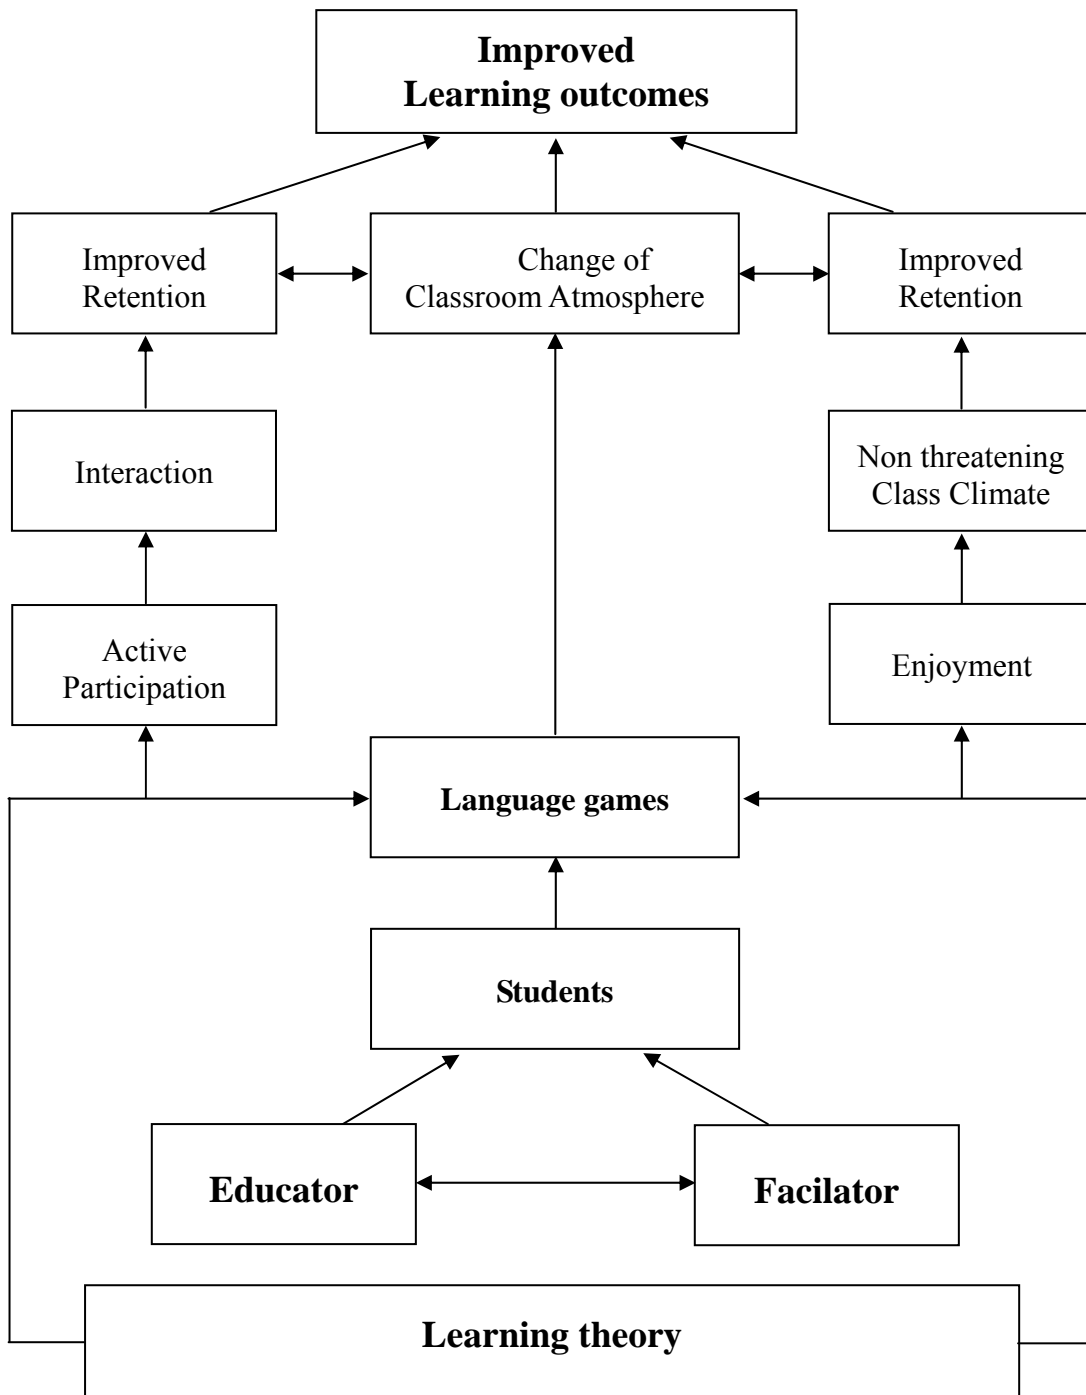 Improved
Learning outcomes
Improved
Retention
Change of
Classroom Atmosphere
Improved
Retention
Interaction
Non threatening
Class Climate
Active
Participation
Enjoyment
Language games
Students
Educator
Facilator
Learning theory